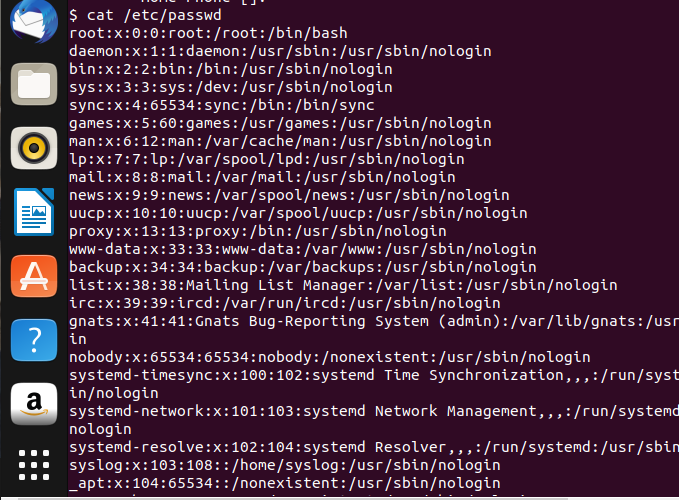 $ cat /etc/passwd
root:x:0:0:root:/root:/bin/bash
daemon:x:1:1:daemon:/usr/sbin:/usr/sbin/nologin
bin:x:2:2:bin:/bin:/usr/sbin/nologin
sys:x:3:3:sys:/dev:/usr/sbin/nologin
sync:x:4:65534:sync:/bin:/bin/sync
games:x:5:60:games:/usr/games:/usr/sbin/nologin
man:x:6:12:man:/var/cache/man:/usr/sbin/nologin
lp:x:7:7:lp:/var/spool/lpd:/usr/sbin/nologin
mail:x:8:8:mail:/var/mail:/usr/sbin/nologin
news:x:9:9:news:/var/spool/news:/usr/sbin/nologin
uucp:x:10:10:uucp:/var/spool/uucp:/usr/sbin/nologin
proxy:x:13:13:proxy:/bin:/usr/sbin/nologin
www-data:x:33:33:www-data:/var/www:/usr/sbin/nologin
backup:x:34:34:backup:/var/backups:/usr/sbin/nologin
list:x:38:38:Mailing List Manager:/var/list:/usr/sbin/nologin
irc:x:39:39:ircd:/var/run/ircd:/usr/sbin/nologin
gnats:x:41:41:Gnats Bug-Reporting System (admin):/var/lib/gnats:/usr
in
nobody:x:65534:65534:nobody:/nonexistent:/usr/sbin/nologin
systemd-timesync:x:100:102:systemd Time Synchronization,,,:/run/syst
in/nologin
systemd-network:x:101:103:systemd Network Management,,,:/run/systemd
nologin
systemd-resolve:x:102:104:systemd Resolver,,,:/run/systemd:/usr/sbin
syslog:x:103:108::/home/syslog:/usr/sbin/nologin
_apt:x:104:65534::/nonexistent:/usr/sbin/nologin